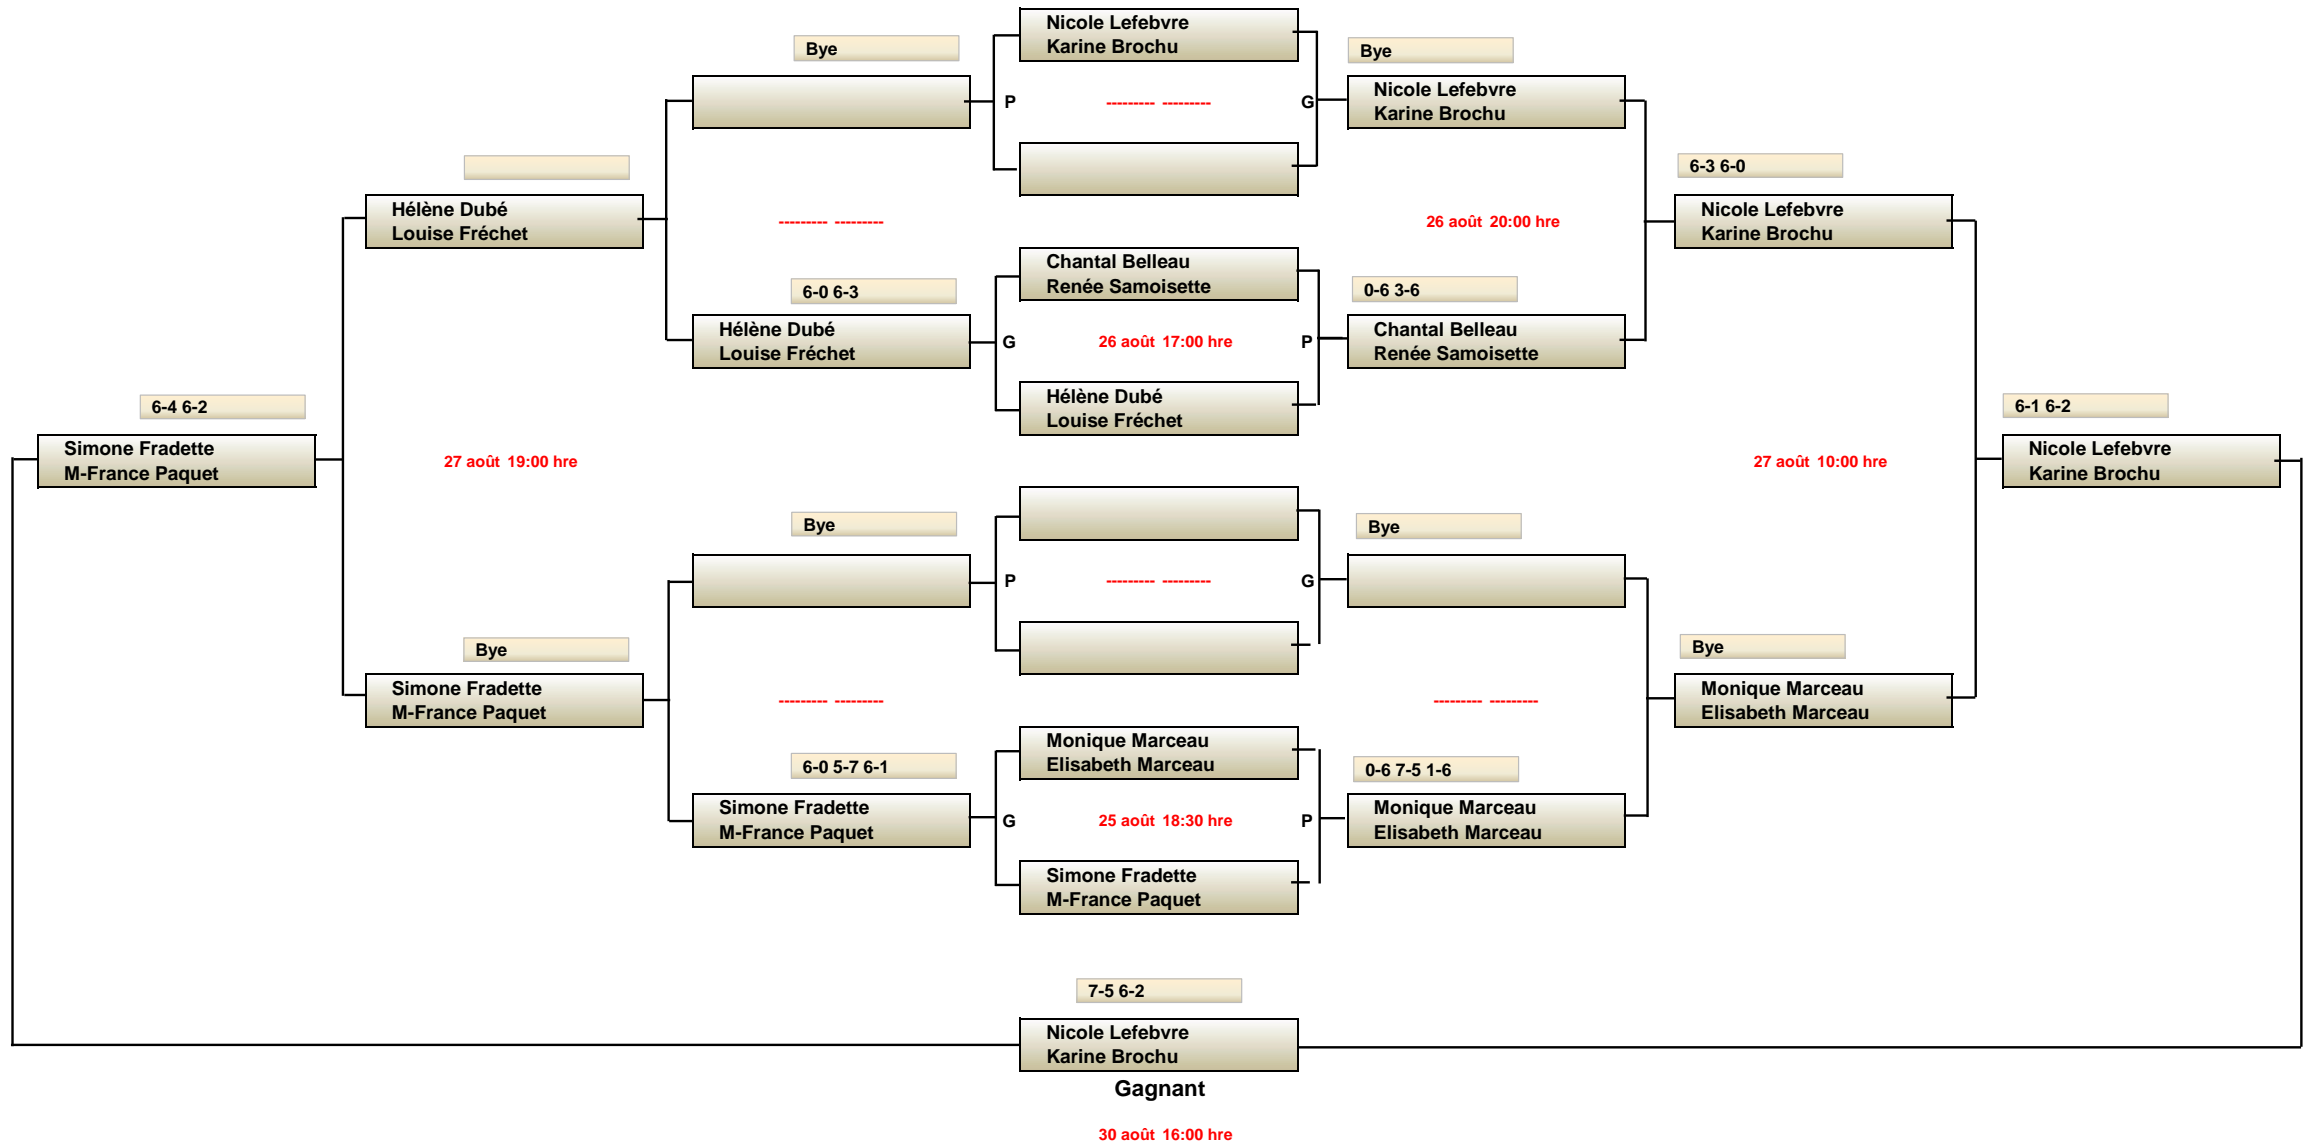 Nicole Lefebvre
Karine Brochu
Bye
Bye
Nicole Lefebvre
Karine Brochu
P
--------- ---------
G
6-3 6-0
Hélène Dubé
Louise Fréchet
--------- ---------
26 août 20:00 hre
Nicole Lefebvre
Karine Brochu
Chantal Belleau
Renée Samoisette
6-0 6-3
0-6 3-6
Hélène Dubé
Louise Fréchet
G
26 août 17:00 hre
P
Chantal Belleau
Renée Samoisette
Hélène Dubé
Louise Fréchet
6-4 6-2
6-1 6-2
Simone Fradette
M-France Paquet
27 août 19:00 hre
27 août 10:00 hre
Nicole Lefebvre
Karine Brochu
Bye
Bye
P
--------- ---------
G
Bye
Bye
Simone Fradette
M-France Paquet
--------- ---------
--------- ---------
Monique Marceau
Elisabeth Marceau
Monique Marceau
Elisabeth Marceau
6-0 5-7 6-1
0-6 7-5 1-6
Simone Fradette
M-France Paquet
G
25 août 18:30 hre
P
Monique Marceau
Elisabeth Marceau
Simone Fradette
M-France Paquet
7-5 6-2
Nicole Lefebvre
Karine Brochu
Gagnant
30 août 16:00 hre